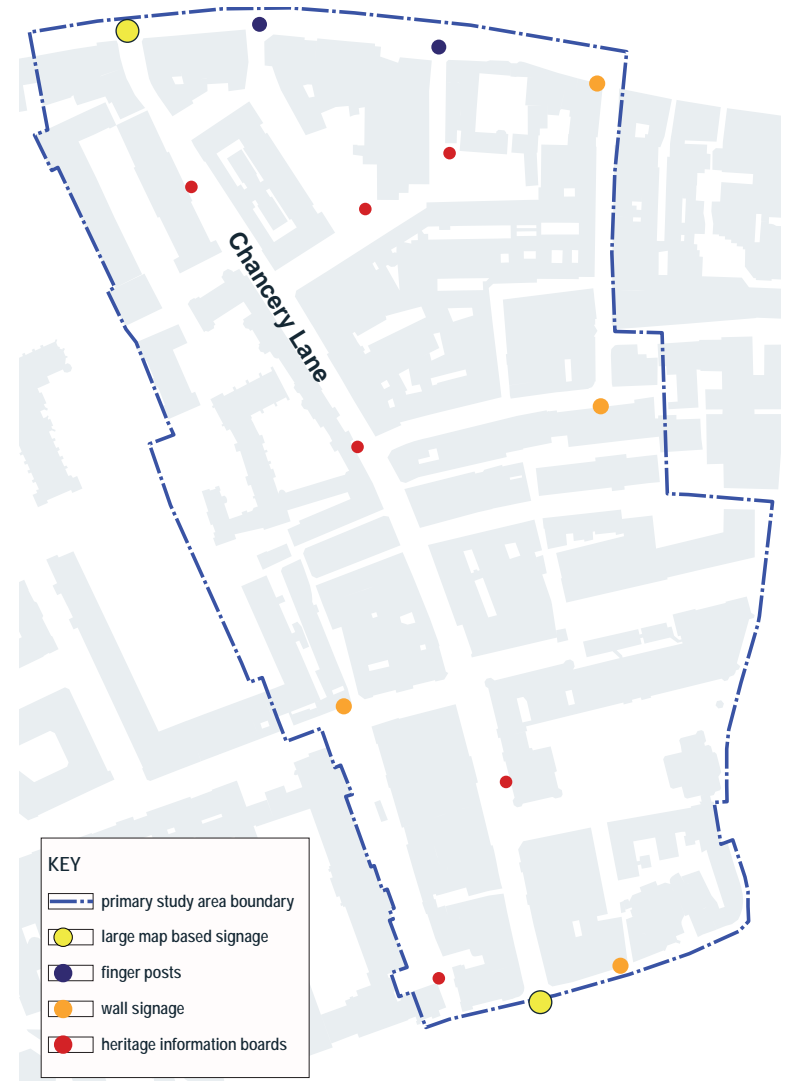 Chancery Lane
KEY
primary study area boundary
large map based signage
finger posts
wall signage
heritage information boards